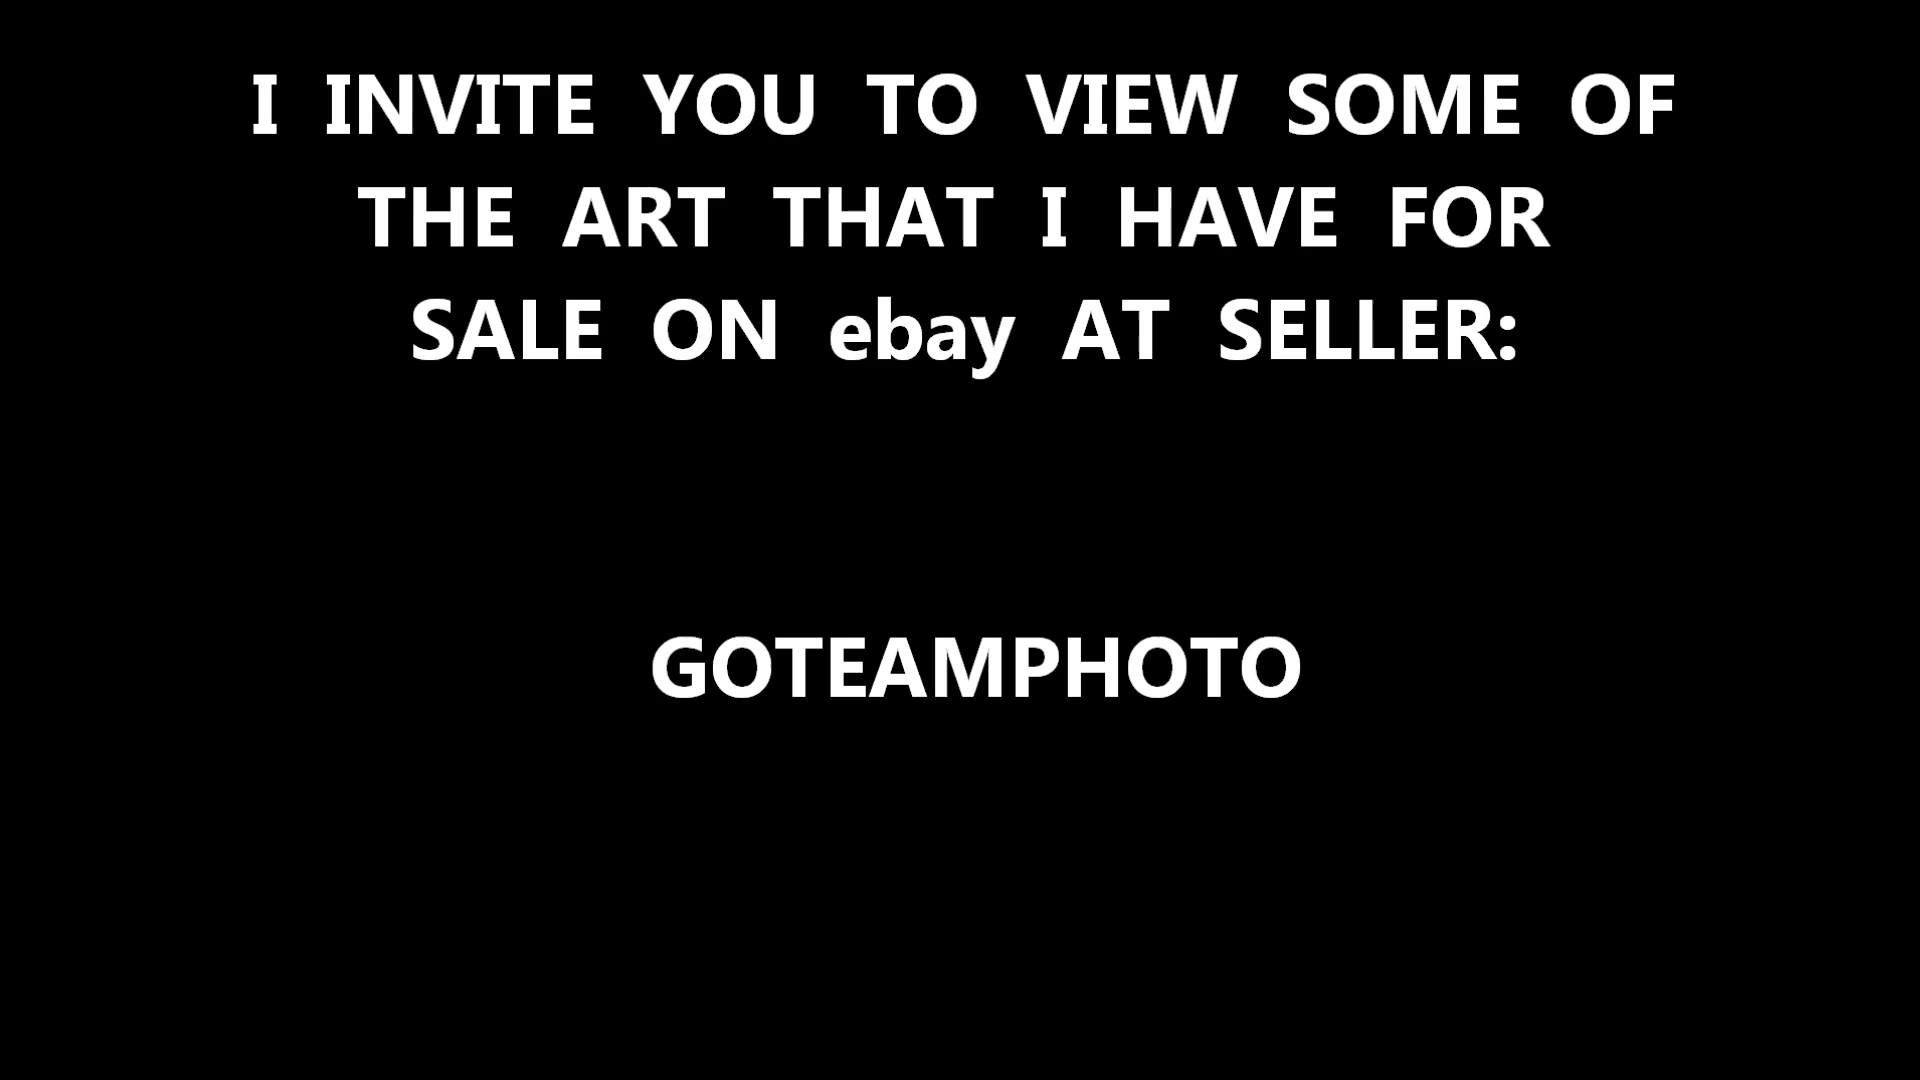 I INVITE YOU TO VIEW SOME OF
THE ART THAT I HAVE FOR
SALE ON ebay AT SELLER:
GOTEAMPHOTO